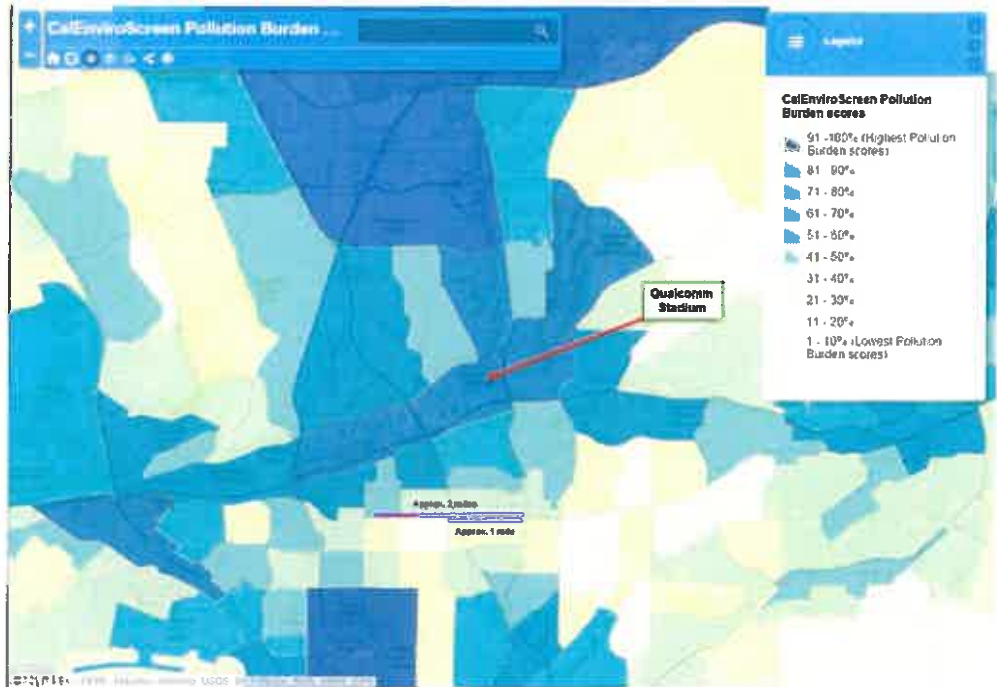 CalEnviroScreen Pollution Burden ...
Legend
CalEnviroScreen Pollution
Burden scores
91 - 100% (Highest Pollution
Burden scores)
81 - 90%
71 - 80%
61 - 70%
51 - 60%
41 - 50%
31 - 40%
21 - 30%
11 - 20%
1 - 10% (Lowest Pollution
Burden scores)
Qualcomm
Stadium
Approx. 2 miles
Approx. 1 mile
USGS